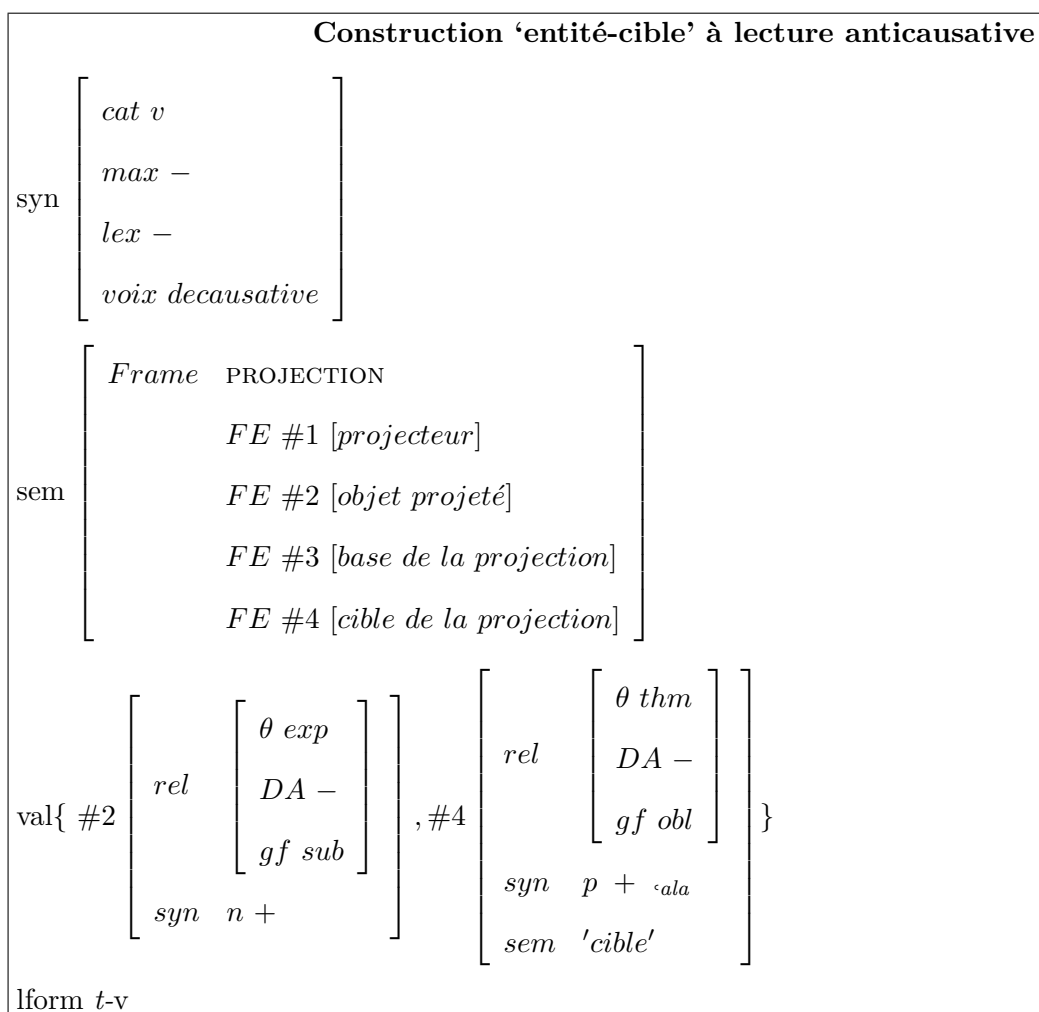 Construction ‘entité-cible’ à lecture anticausative
syn
cat v
max −
lex −
voix decausative
sem
Frame PROJECTION
FE #1 [projecteur]
FE #2 [objet projeté]
FE #3 [base de la projection]
FE #4 [cible de la projection]
val{ #2
rel
θ exp
DA −
gf sub
syn n +
, #4
rel
θ thm
DA −
gf obl
syn p + ʿala
sem 'cible'
}
lform t-v